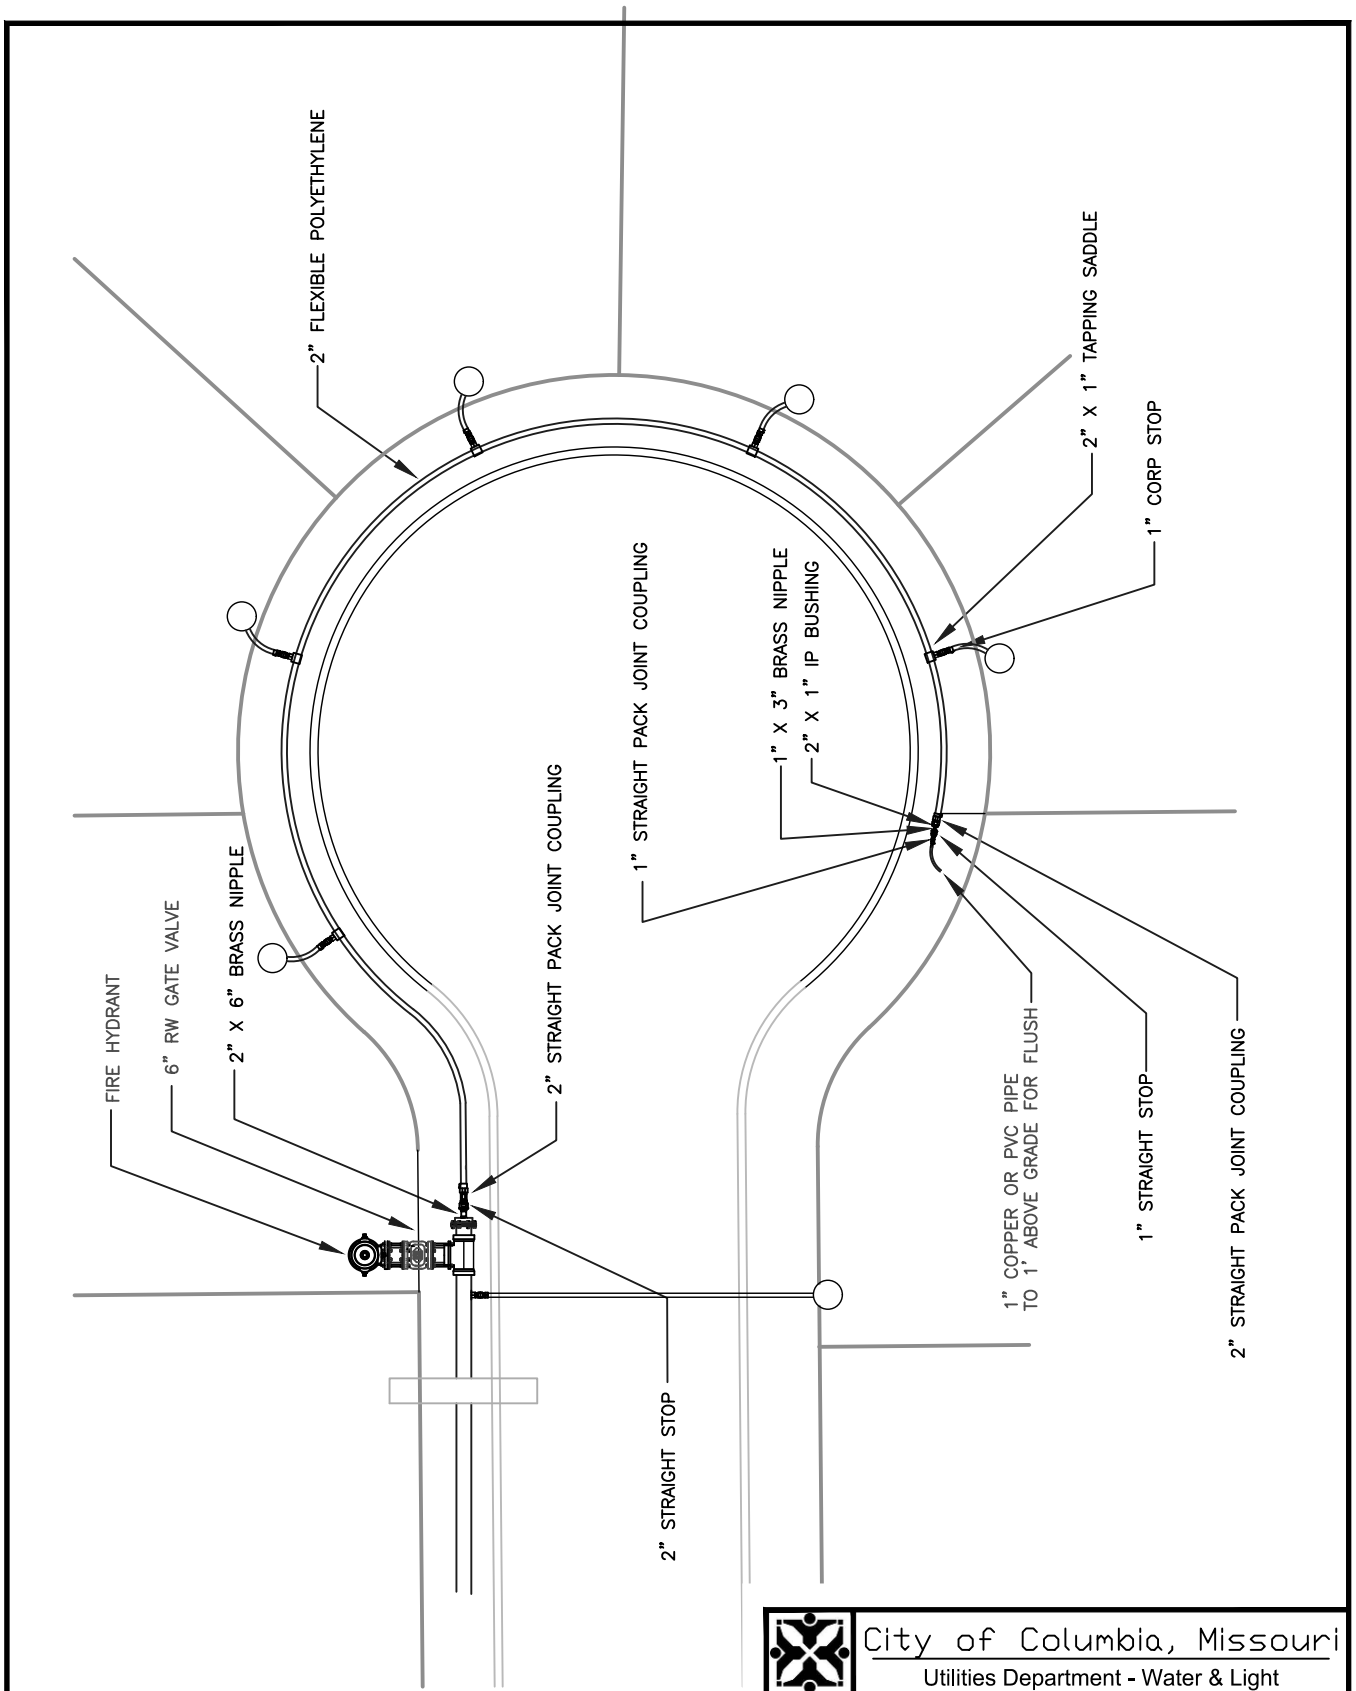 FIRE HYDRANT
6" RW GATE VALVE
2" X 6" BRASS NIPPLE
2" FLEXIBLE POLYETHYLENE
2" STRAIGHT PACK JOINT COUPLING
1" STRAIGHT PACK JOINT COUPLING
2" STRAIGHT STOP
1" X 3" BRASS NIPPLE
2" X 1" IP BUSHING
1" COPPER OR PVC PIPE
TO 1' ABOVE GRADE FOR FLUSH
2" X 1" TAPPING SADDLE
1" CORP STOP
1" STRAIGHT STOP
2" STRAIGHT PACK JOINT COUPLING
City of Columbia, Missouri
Utilities Department - Water & Light